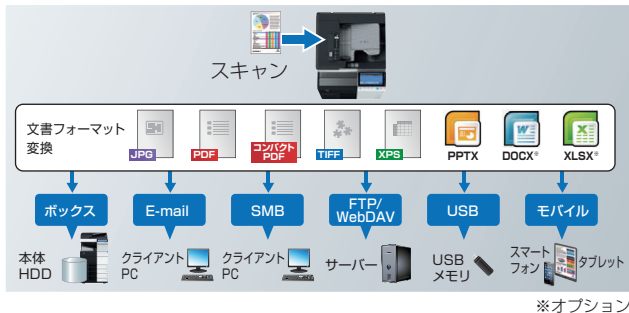 スキャン
文書フォーマット
変換
JPG
PDF
コンパクト
PDF
TIFF
XPS
PPTX
DOCX※
XLSX※
ボックス
E-mail
SMB
FTP/
WebDAV
USB
モバイル
本体
HDD
クライアント
PC
クライアント
PC
サーバー
USB
メモリ
スマート
フォン
タブレット
※オプション